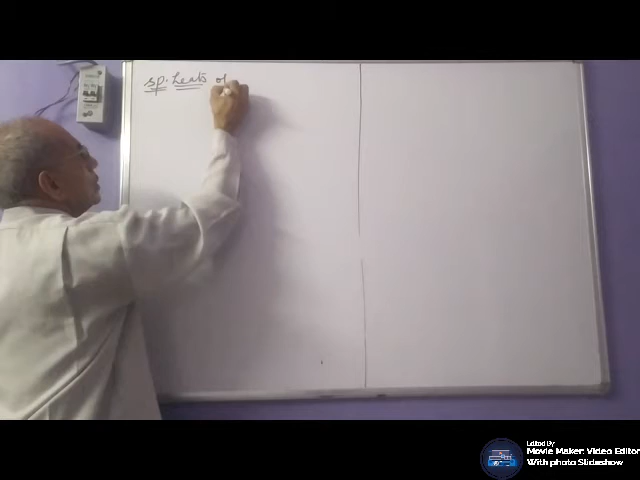 sp. heats of
Edited By
Movie Maker: Video Editor
With photo Slideshow